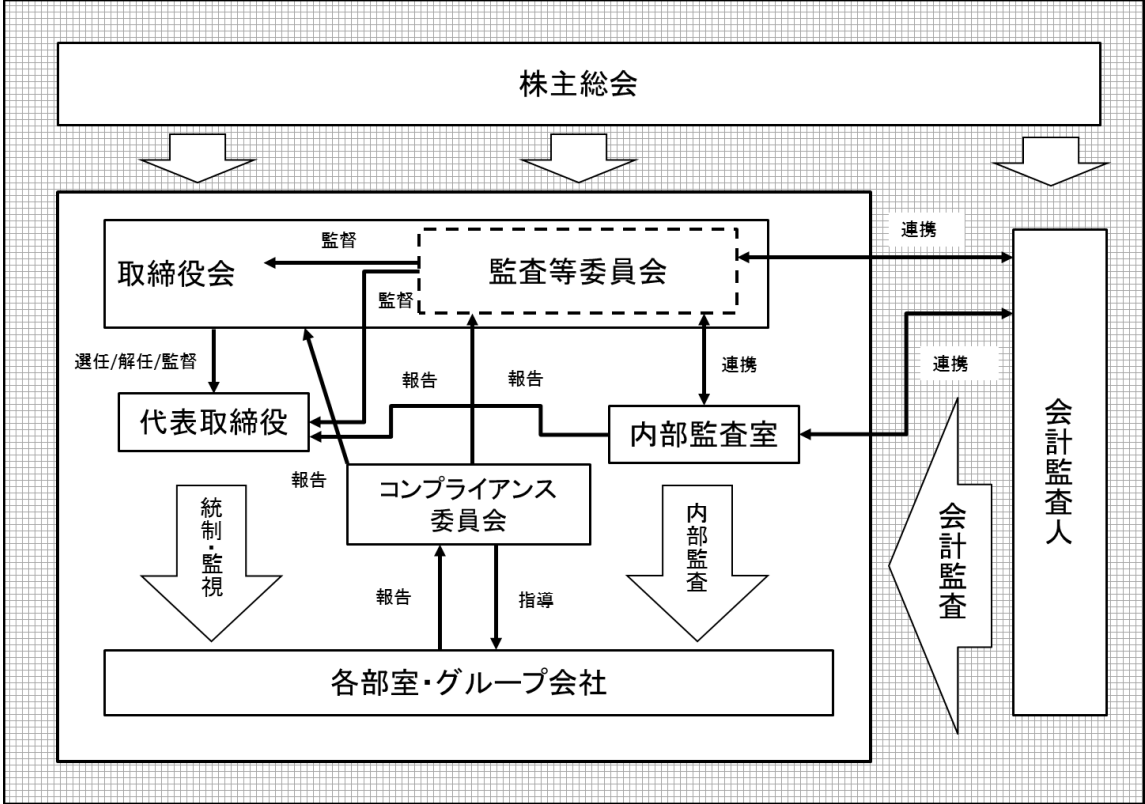 株主総会
監督
連携
取締役会
監査等委員会
監督
選任/解任/監督
報告
報告
連携
連携
代表取締役
内部監査室
会計監査人
報告
コンプライアンス
委員会
統制・監視
内部監査
会計監査
報告
指導
各部室・グループ会社